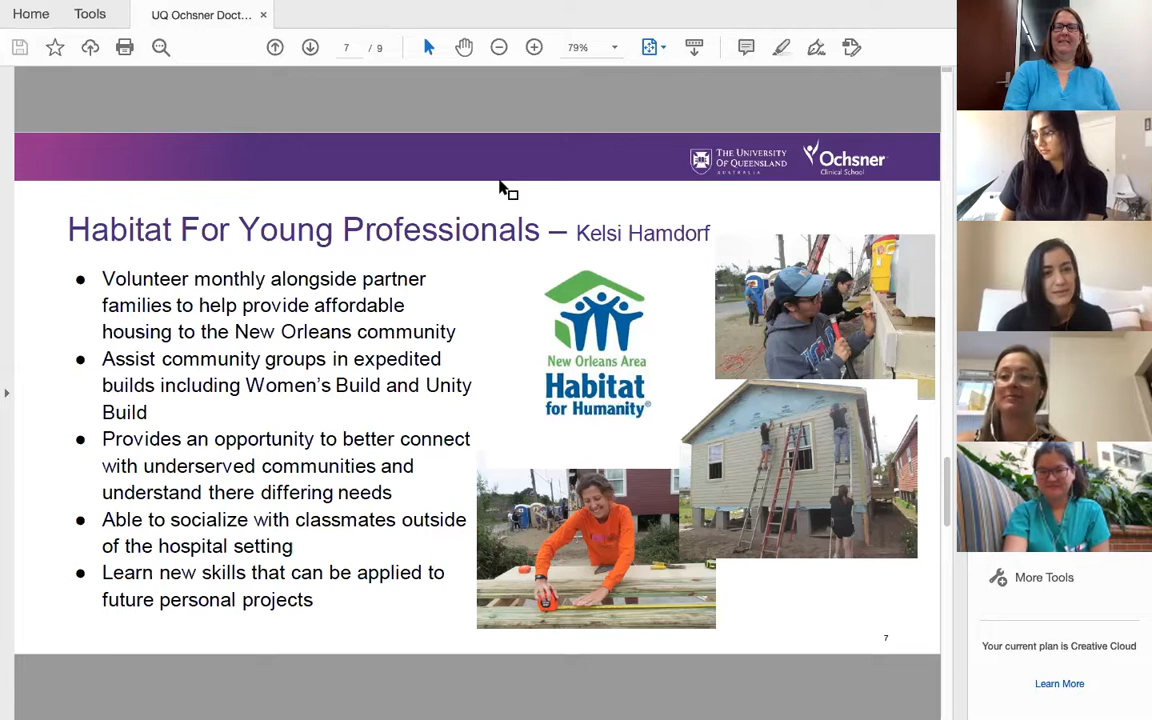 Home
Tools
UQ Ochsner Doct...
7 / 9
79%
THE UNIVERSITY
OF QUEENSLAND
AUSTRALIA
Ochsner
Clinical School
Habitat For Young Professionals – Kelsi Hamdorf
Volunteer monthly alongside partner
families to help provide affordable
housing to the New Orleans community
Assist community groups in expedited
builds including Women's Build and Unity
Build
Provides an opportunity to better connect
with underserved communities and
understand there differing needs
Able to socialize with classmates outside
of the hospital setting
Learn new skills that can be applied to
future personal projects
New Orleans Area
Habitat
for Humanity®
7
More Tools
Your current plan is Creative Cloud
Learn More